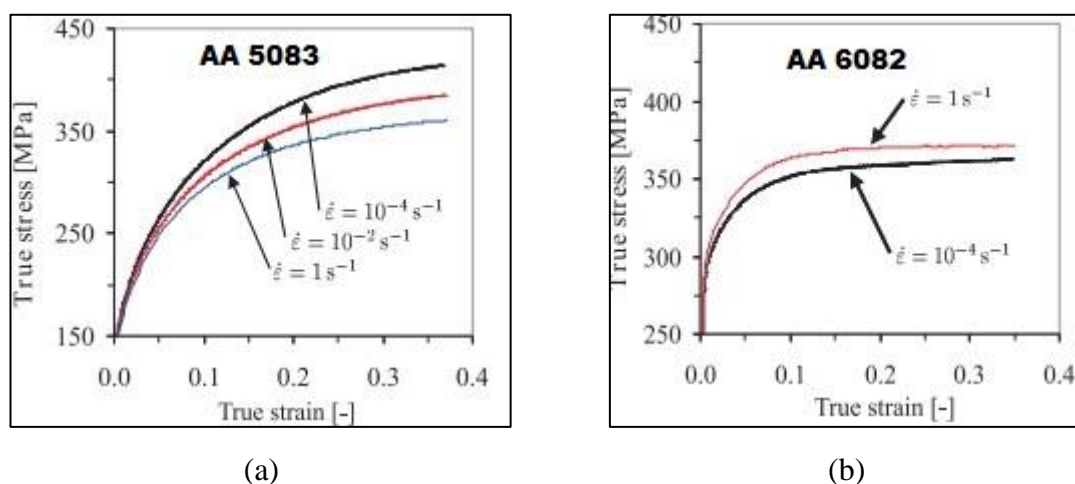 AA 5083
450
350
250
150
True stress [MPa]
ε̇ = 10⁻⁴ s⁻¹
ε̇ = 10⁻² s⁻¹
ε̇ = 1 s⁻¹
0.0 0.1 0.2 0.3 0.4
True strain [-]
(a)
AA 6082
450
400
350
300
250
True stress [MPa]
ε̇ = 1 s⁻¹
ε̇ = 10⁻⁴ s⁻¹
0.0 0.1 0.2 0.3 0.4
True strain [-]
(b)